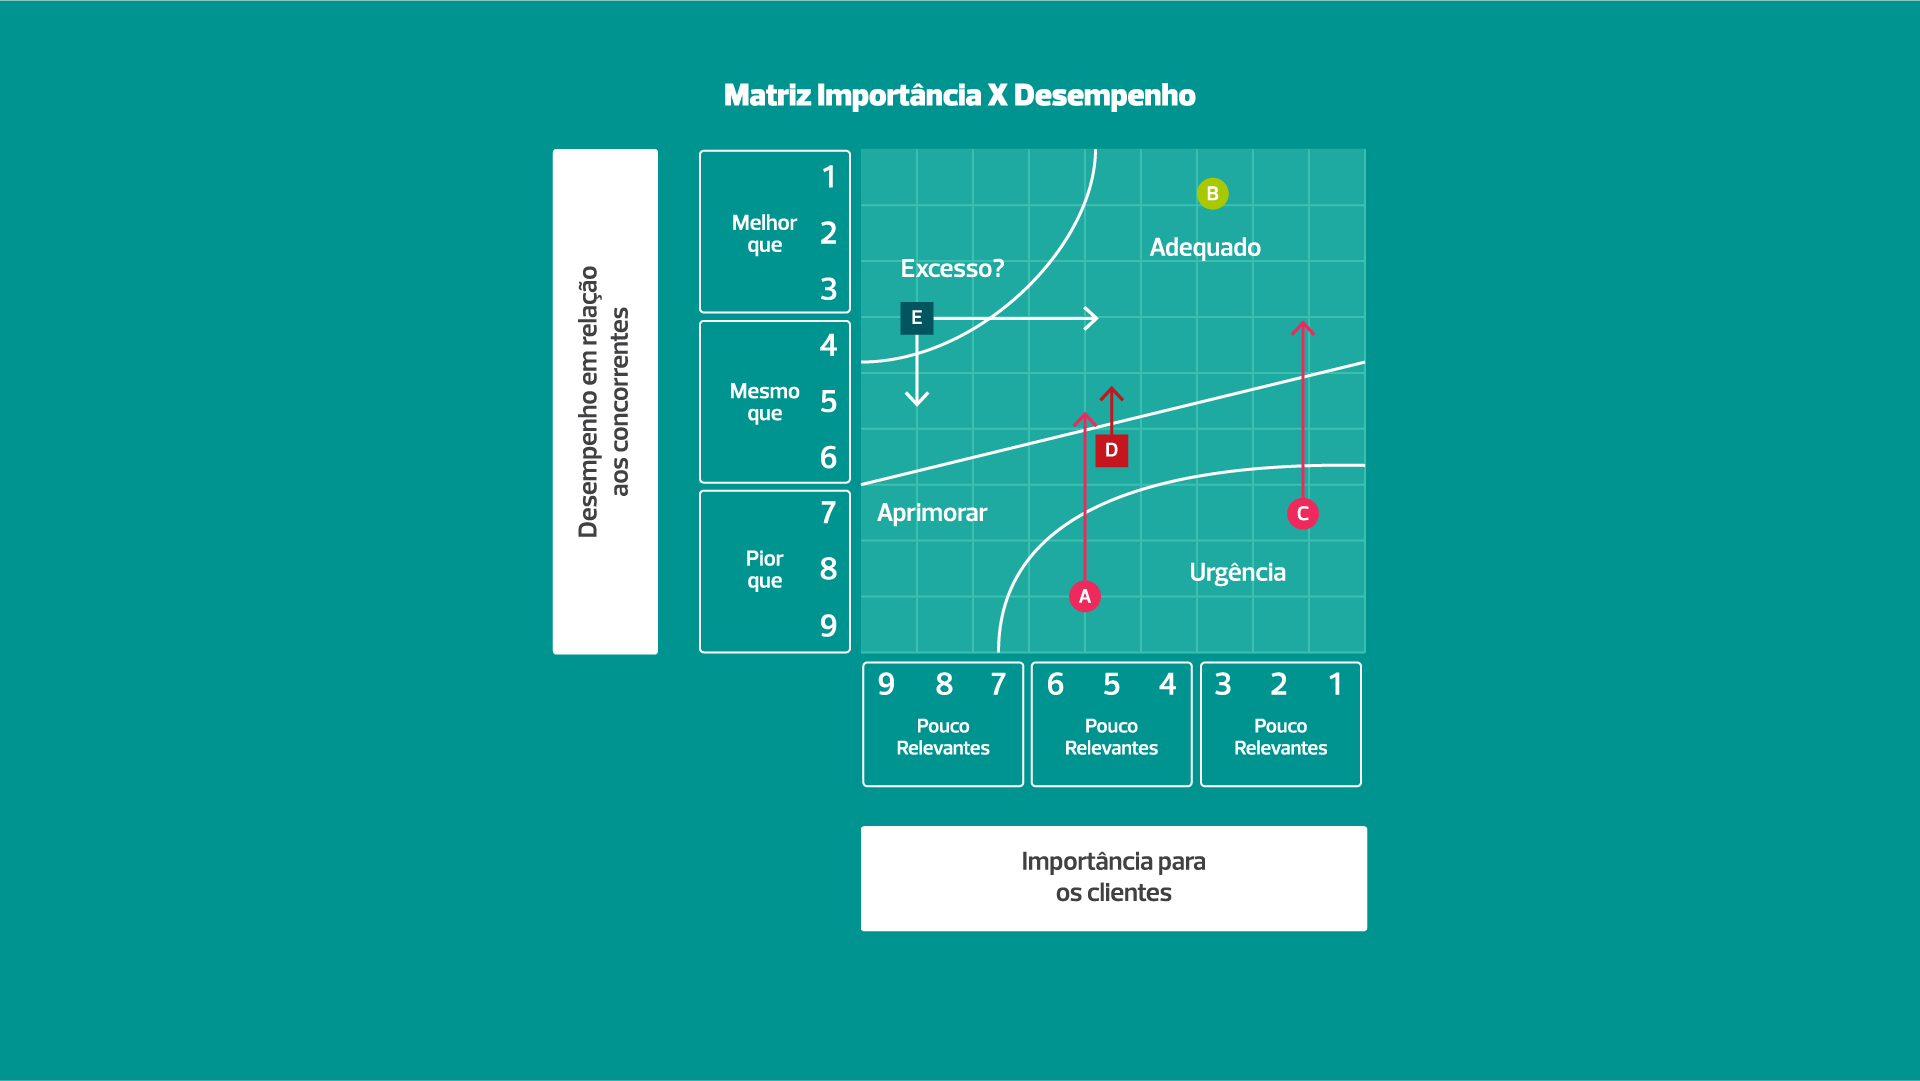 Matriz Importância X Desempenho
Desempenho em relação
aos concorrentes
Melhor
que
1
2
3
Mesmo
que
4
5
6
Pior
que
7
8
9
Excesso?
Adequado
Aprimorar
Urgência
B
E
D
C
A
9 8 7
Pouco
Relevantes
6 5 4
Pouco
Relevantes
3 2 1
Pouco
Relevantes
Importância para
os clientes